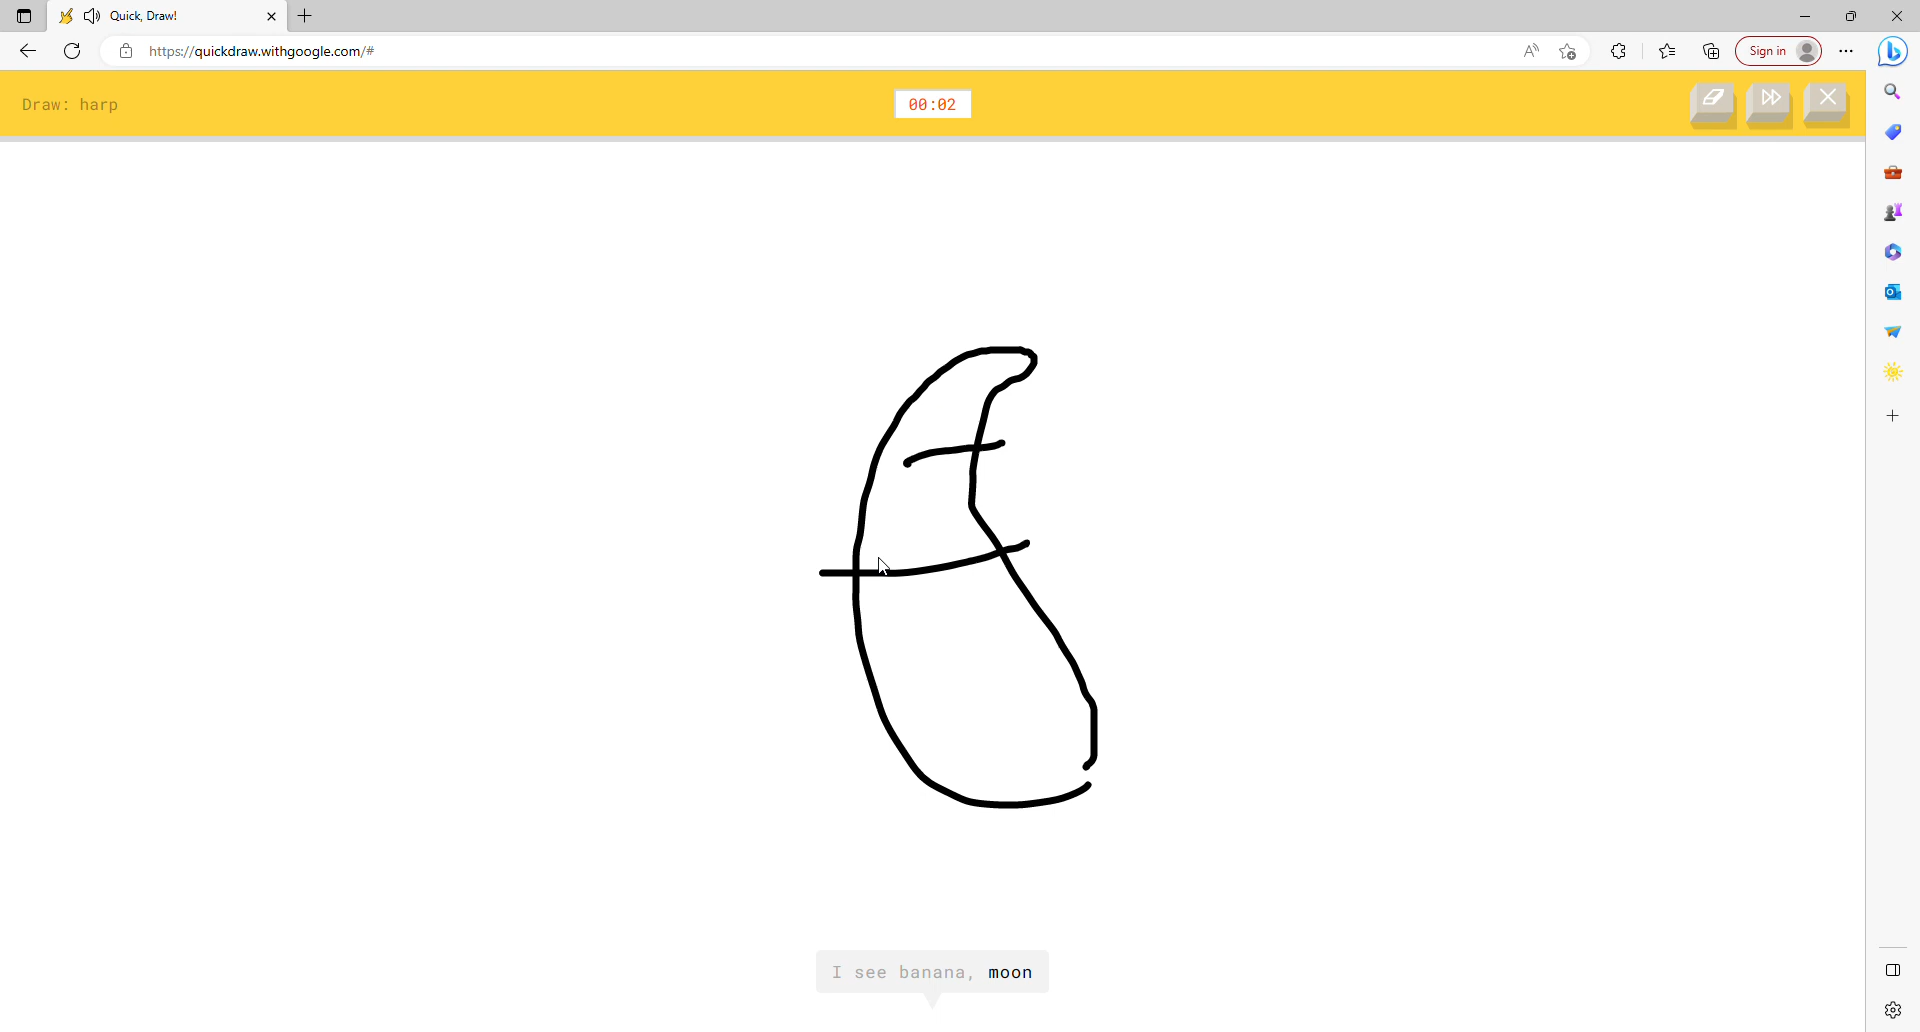 Quick, Draw!
https://quickdraw.withgoogle.com/#
Sign in
Draw: harp
00:02
I see banana, moon